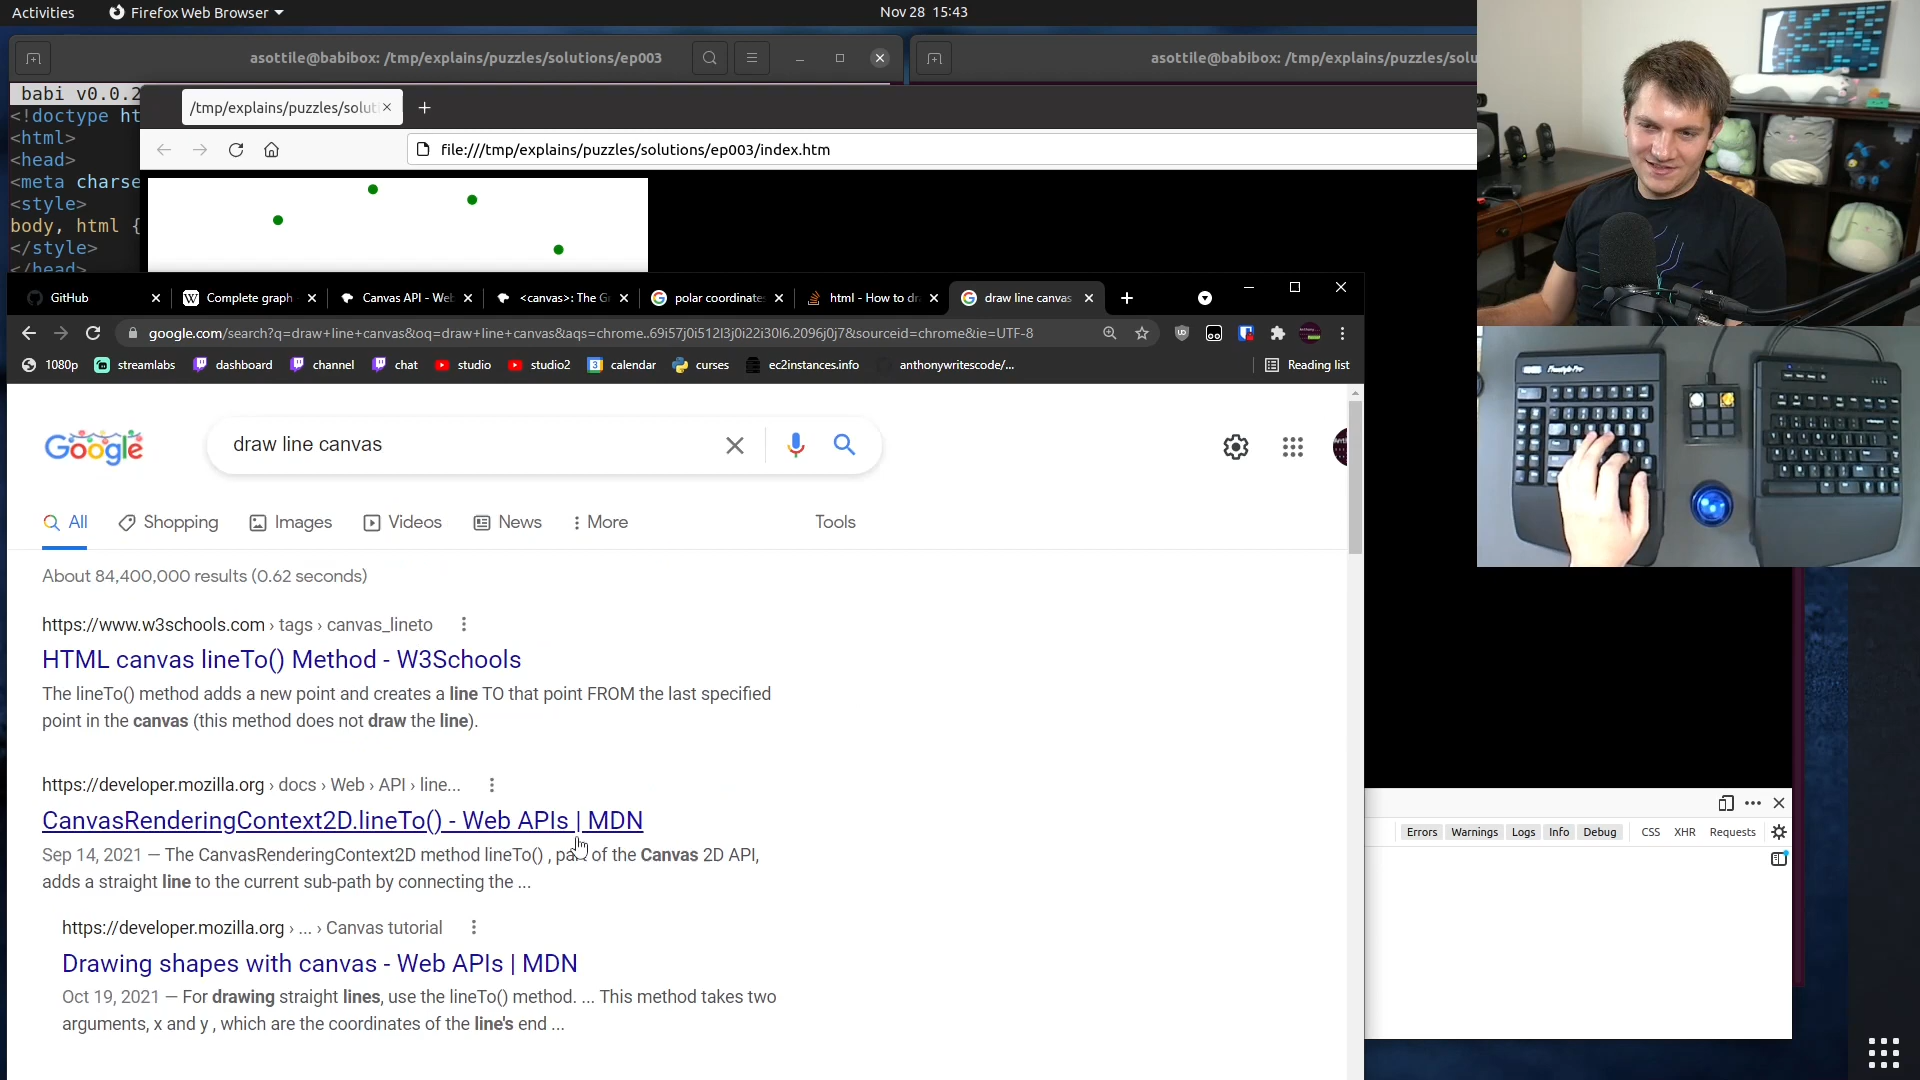 Activities
Firefox Web Browser
Nov 28 15:43
asottile@babibox: /tmp/explains/puzzles/solutions/ep003
asottile@babibox: /tmp/explains/puzzles/solu
babi v0.0.2
/tmp/explains/puzzles/solut
<!doctype ht
<html>
file:///tmp/explains/puzzles/solutions/ep003/index.htm
<head>
<meta charse
<style>
body, html {
</style>
</head>
GitHub
Complete graph
Canvas API - Web
<canvas>: The Gr
polar coordinate
html - How to dr
draw line canvas
google.com/search?q=draw+line+canvas&oq=draw+line+canvas&aqs=chrome..69i57j0i512l3j0i22i30l6.2096j0j7&sourceid=chrome&ie=UTF-8
1080p
streamlabs
dashboard
channel
chat
studio
studio2
calendar
curses
ec2instances.info
anthonywritescode/...
Reading list
Google
draw line canvas
All
Shopping
Images
Videos
News
More
Tools
About 84,400,000 results (0.62 seconds)
https://www.w3schools.com › tags › canvas_lineto
HTML canvas lineTo() Method - W3Schools
The lineTo() method adds a new point and creates a line TO that point FROM the last specified
point in the canvas (this method does not draw the line).
https://developer.mozilla.org › docs › Web › API › line...
CanvasRenderingContext2D.lineTo() - Web APIs | MDN
Sep 14, 2021 — The CanvasRenderingContext2D method lineTo() , part of the Canvas 2D API,
adds a straight line to the current sub-path by connecting the ...
https://developer.mozilla.org › ... › Canvas tutorial
Drawing shapes with canvas - Web APIs | MDN
Oct 19, 2021 — For drawing straight lines, use the lineTo() method. ... This method takes two
arguments, x and y , which are the coordinates of the line's end ...
Errors
Warnings
Logs
Info
Debug
CSS
XHR
Requests
Freestyle Pro